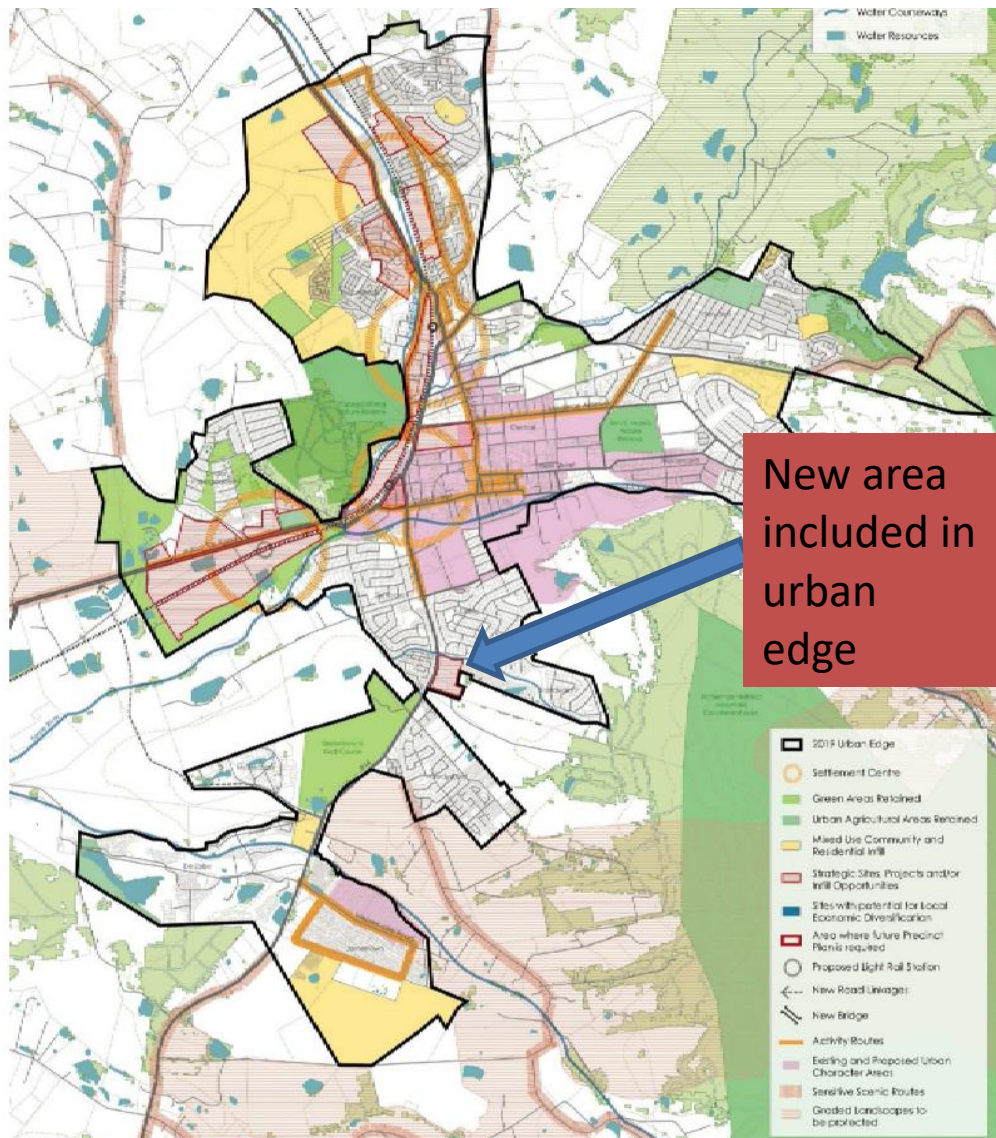 Water Courseways
Water Resources
Central
New area
included in
urban
edge
2019 Urban Edge
Settlement Centre
Green Areas Retained
Urban Agricultural Areas Retained
Mixed Use Community and
Residential Infill
Strategic Sites, Projects and/or
Infill Opportunities
Sites with potential for Local
Economic Diversification
Area where future Precinct
Plan is required
Proposed Light Rail Station
New Road Linkages
New Bridge
Activity Routes
Existing and Proposed Urban
Character Areas
Sensitive Scenic Routes
Graded Landscapes to
be protected
Jamestown